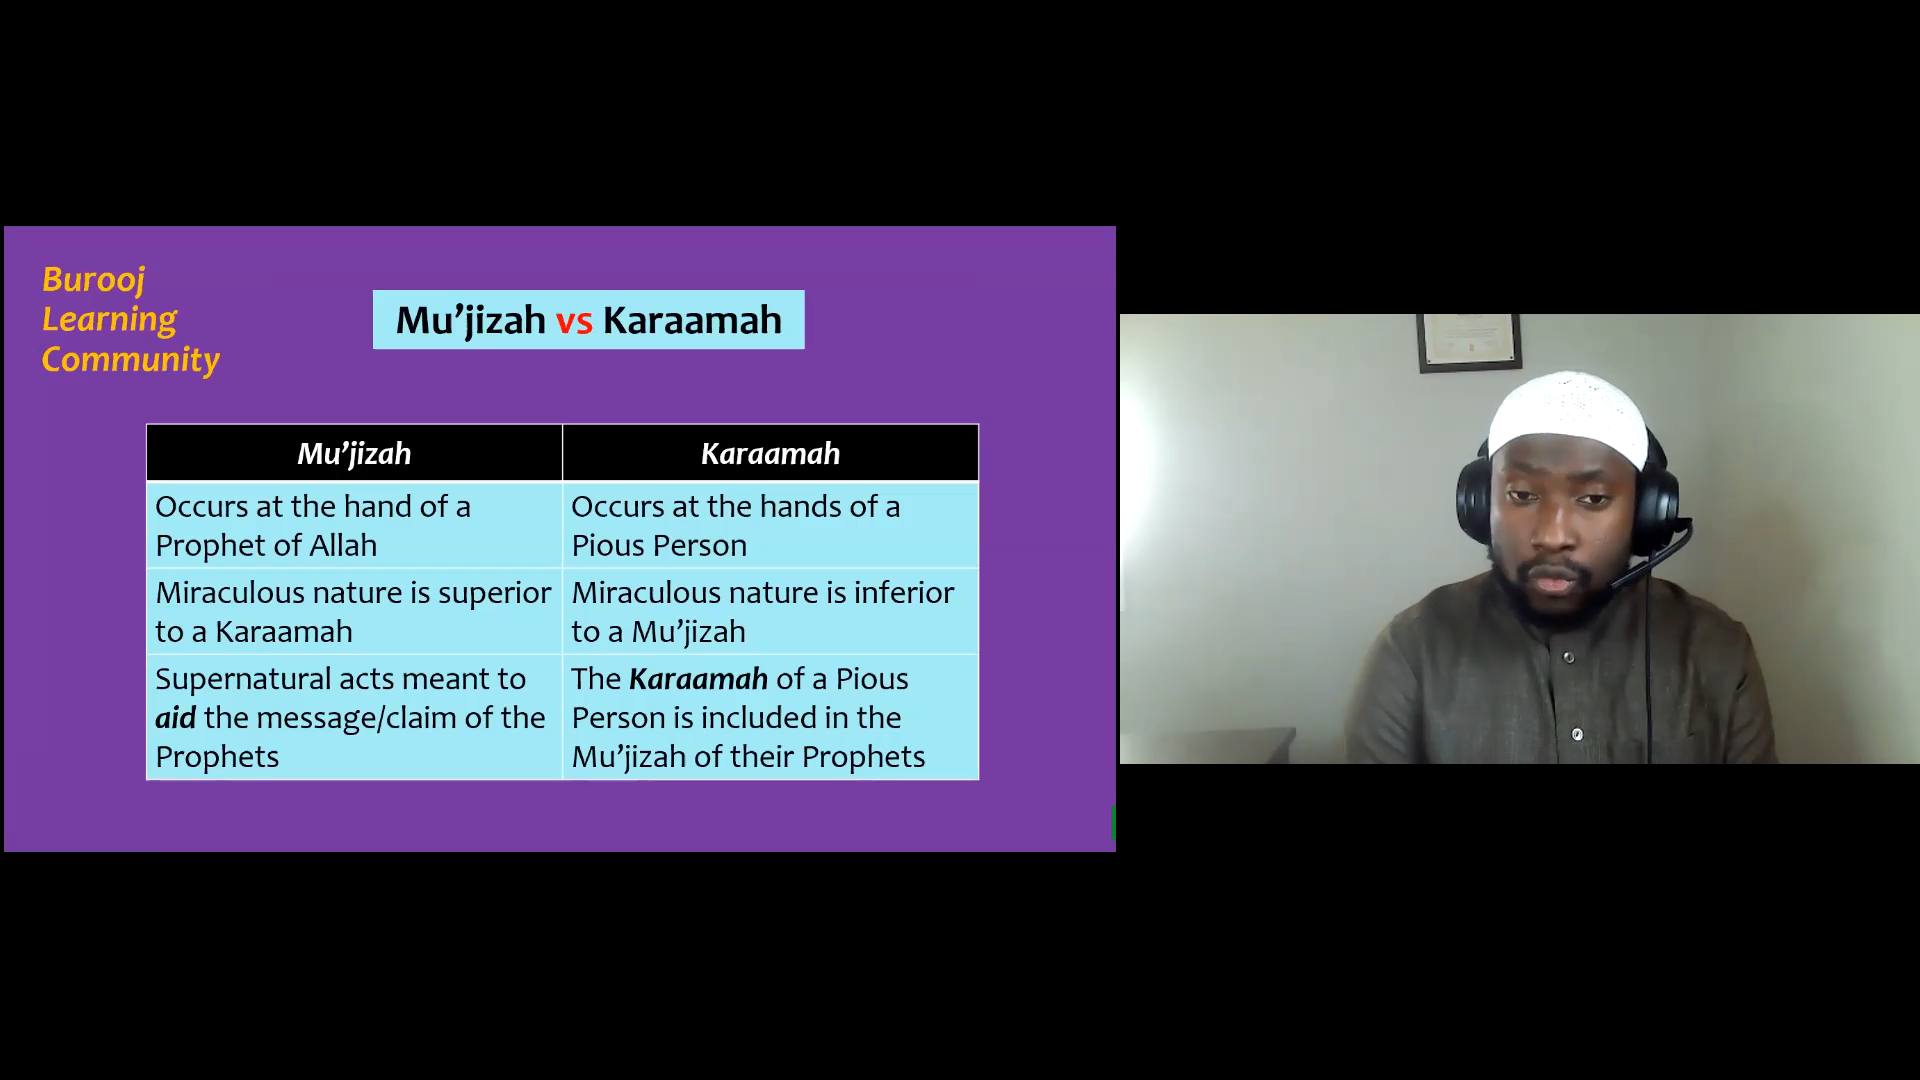 Burooj
Learning
Community
Mu’jizah vs Karaamah
Mu’jizah
Karaamah
Occurs at the hand of a
Prophet of Allah
Occurs at the hands of a
Pious Person
Miraculous nature is superior
to a Karaamah
Miraculous nature is inferior
to a Mu’jizah
Supernatural acts meant to
aid the message/claim of the
Prophets
The Karaamah of a Pious
Person is included in the
Mu’jizah of their Prophets